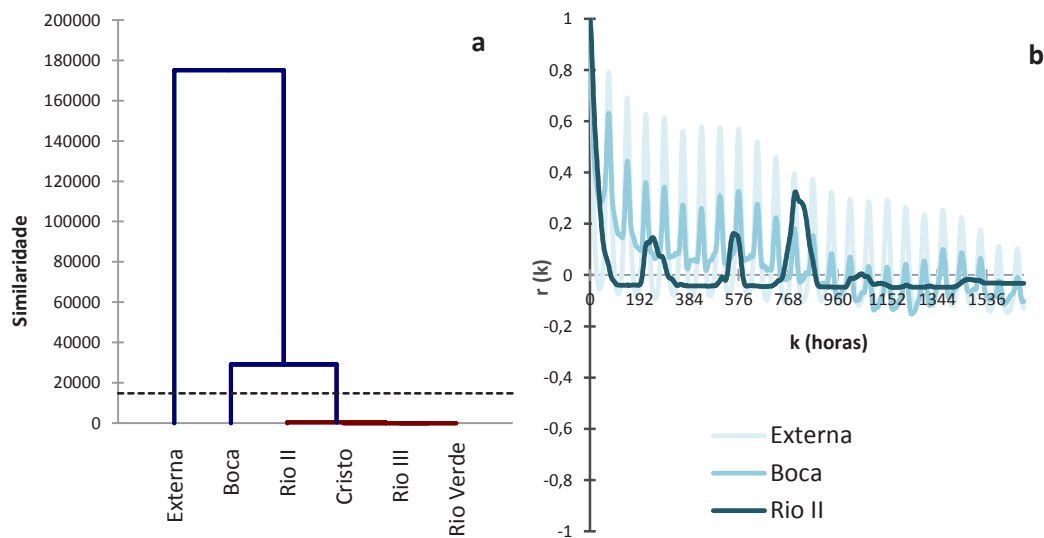 a
Similaridade
200000
180000
160000
140000
120000
100000
80000
60000
40000
20000
0
Externa
Boca
Rio II
Cristo
Rio III
Rio Verde
b
r (k)
1
0,8
0,6
0,4
0,2
0
-0,2
-0,4
-0,6
-0,8
-1
0 192 384 576 768 960 1152 1344 1536
k (horas)
Externa
Boca
Rio II